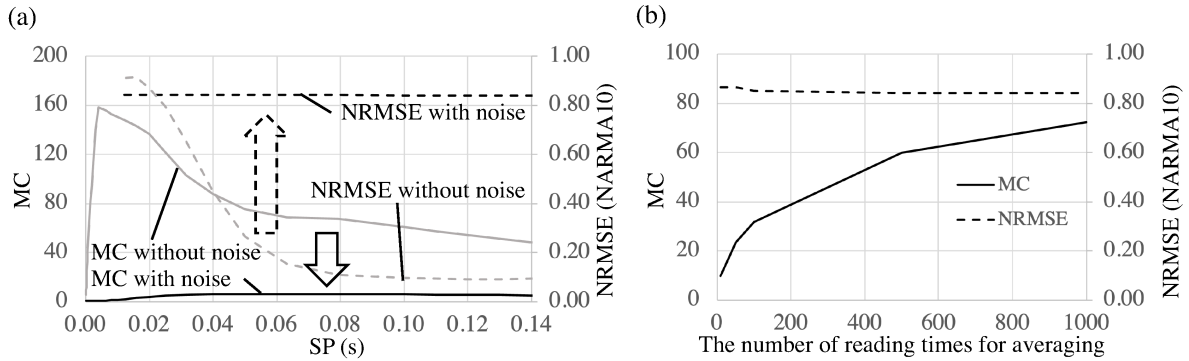 (a)
200
160
120
80
40
0
MC
1.00
0.80
0.60
0.40
0.20
0.00
NRMSE (NARMA10)
NRMSE with noise
NRMSE without noise
MC without noise
MC with noise
0.00 0.02 0.04 0.06 0.08 0.10 0.12 0.14
SP (s)
(b)
100
80
60
40
20
0
MC
1.00
0.80
0.60
0.40
0.20
0.00
NRMSE (NARMA10)
MC
NRMSE
0 200 400 600 800 1000
The number of reading times for averaging